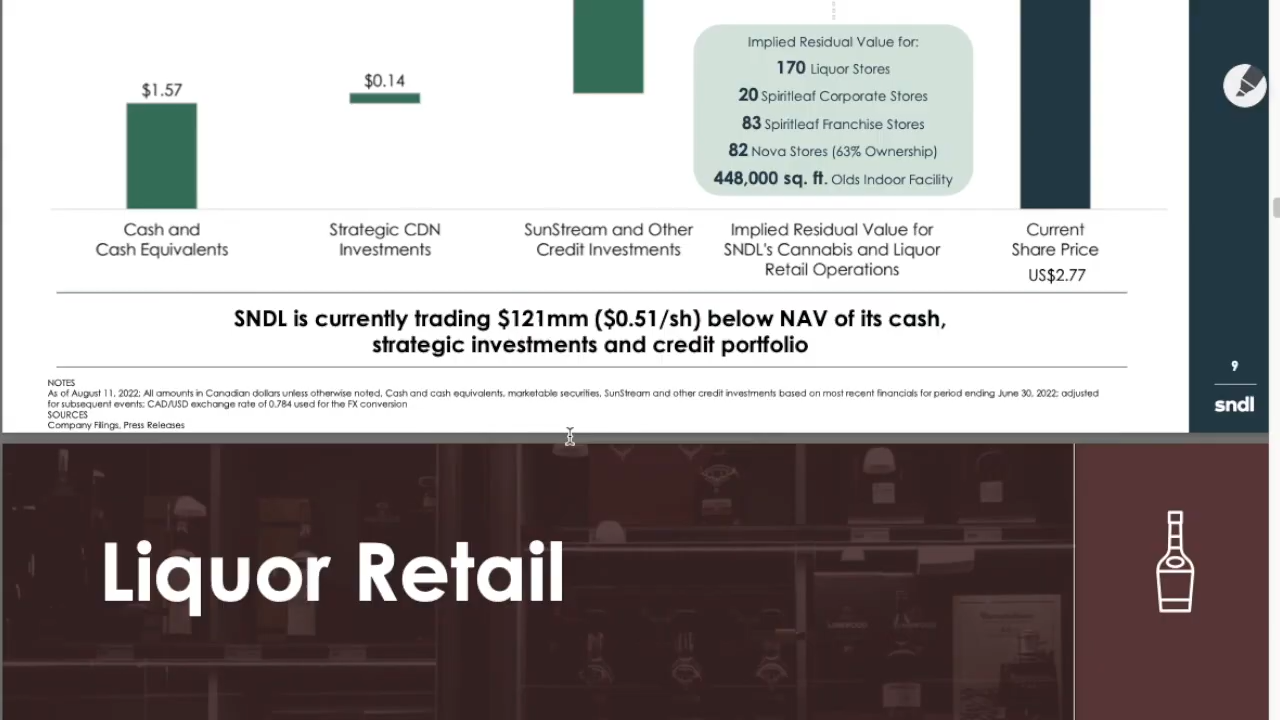 Implied Residual Value for:
170 Liquor Stores
20 Spiritleaf Corporate Stores
83 Spiritleaf Franchise Stores
82 Nova Stores (63% Ownership)
448,000 sq. ft. Olds Indoor Facility
$1.57
$0.14
Cash and
Cash Equivalents
Strategic CDN
Investments
SunStream and Other
Credit Investments
Implied Residual Value for
SNDL's Cannabis and Liquor
Retail Operations
Current
Share Price
US$2.77
SNDL is currently trading $121mm ($0.51/sh) below NAV of its cash,
strategic investments and credit portfolio
NOTES
As of August 11, 2022; All amounts in Canadian dollars unless otherwise noted, Cash and cash equivalents, marketable securities, SunStream and other credit investments based on most recent financials for period ending June 30, 2022; adjusted
for subsequent events; CAD/USD exchange rate of 0.784 used for the FX conversion
SOURCES
Company Filings, Press Releases
9
sndl
Liquor Retail